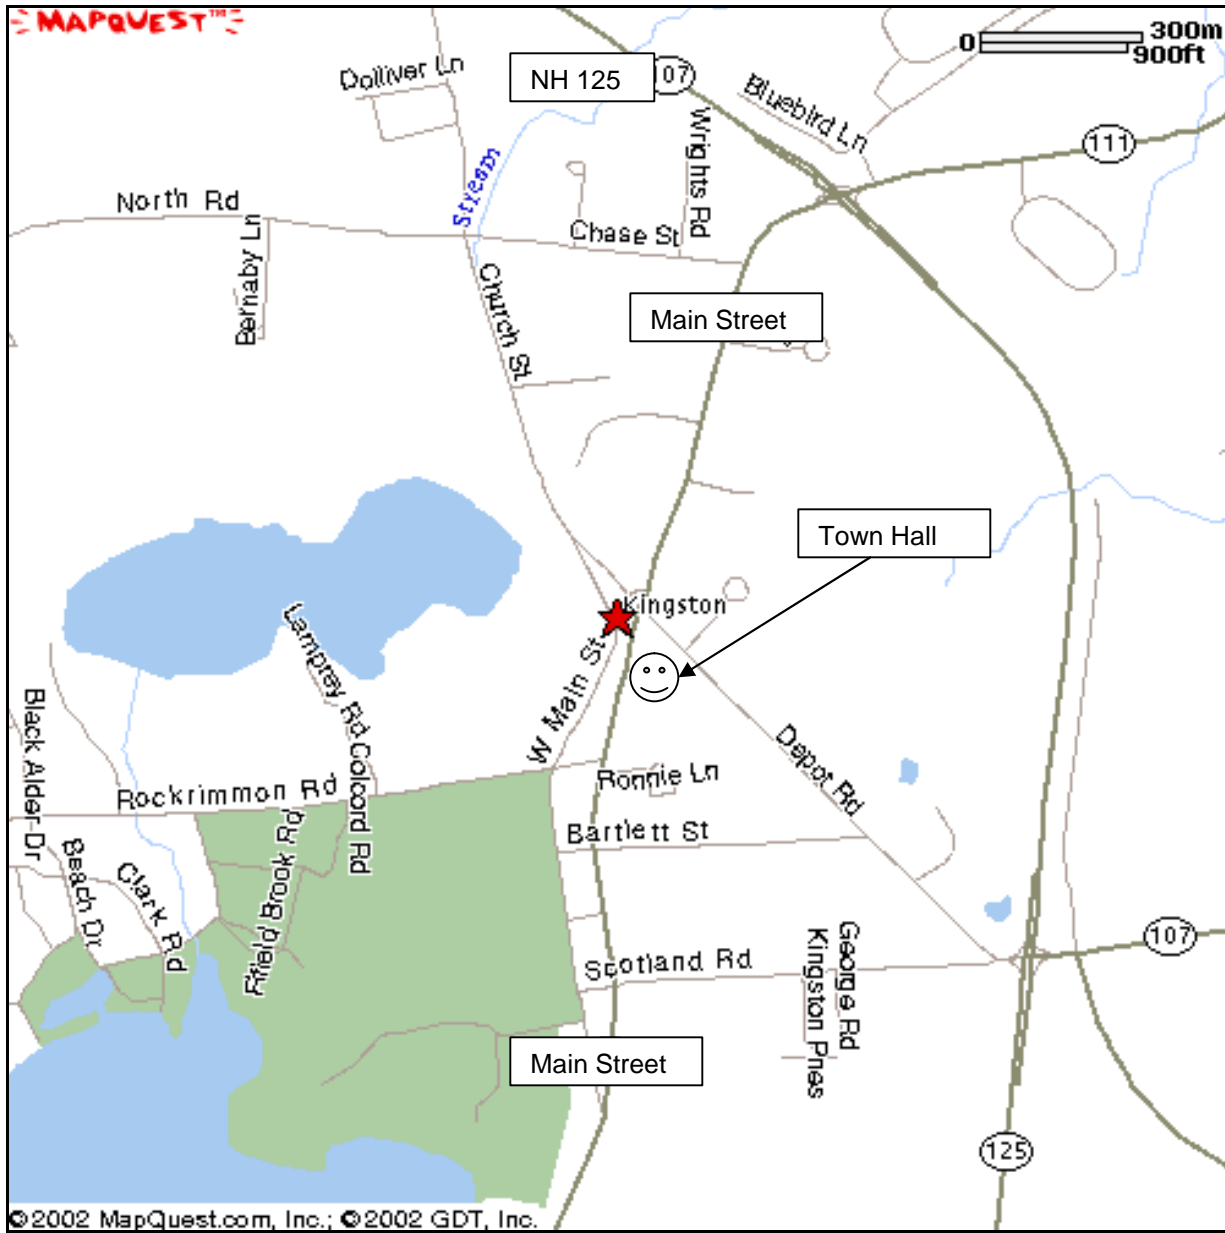 MAPQUEST™
0 300m
900ft
Dolliver Ln
NH 125
107
Bluebird Ln
111
Wrights Rd
Stream
North Rd
Bernaby Ln
Chase St
Church St
Main Street
Town Hall
Kingston
Lamprey Rd
W Main St
Black Alder Dr
Colcord Rd
Depot Rd
Ronnie Ln
Rockrimmon Rd
Bartlett St
Beach Dr
Clark Rd
Fifield Brook Rd
George Rd
Kingston Pnes
107
Scotland Rd
Main Street
125
©2002 MapQuest.com, Inc.; ©2002 GDT, Inc.